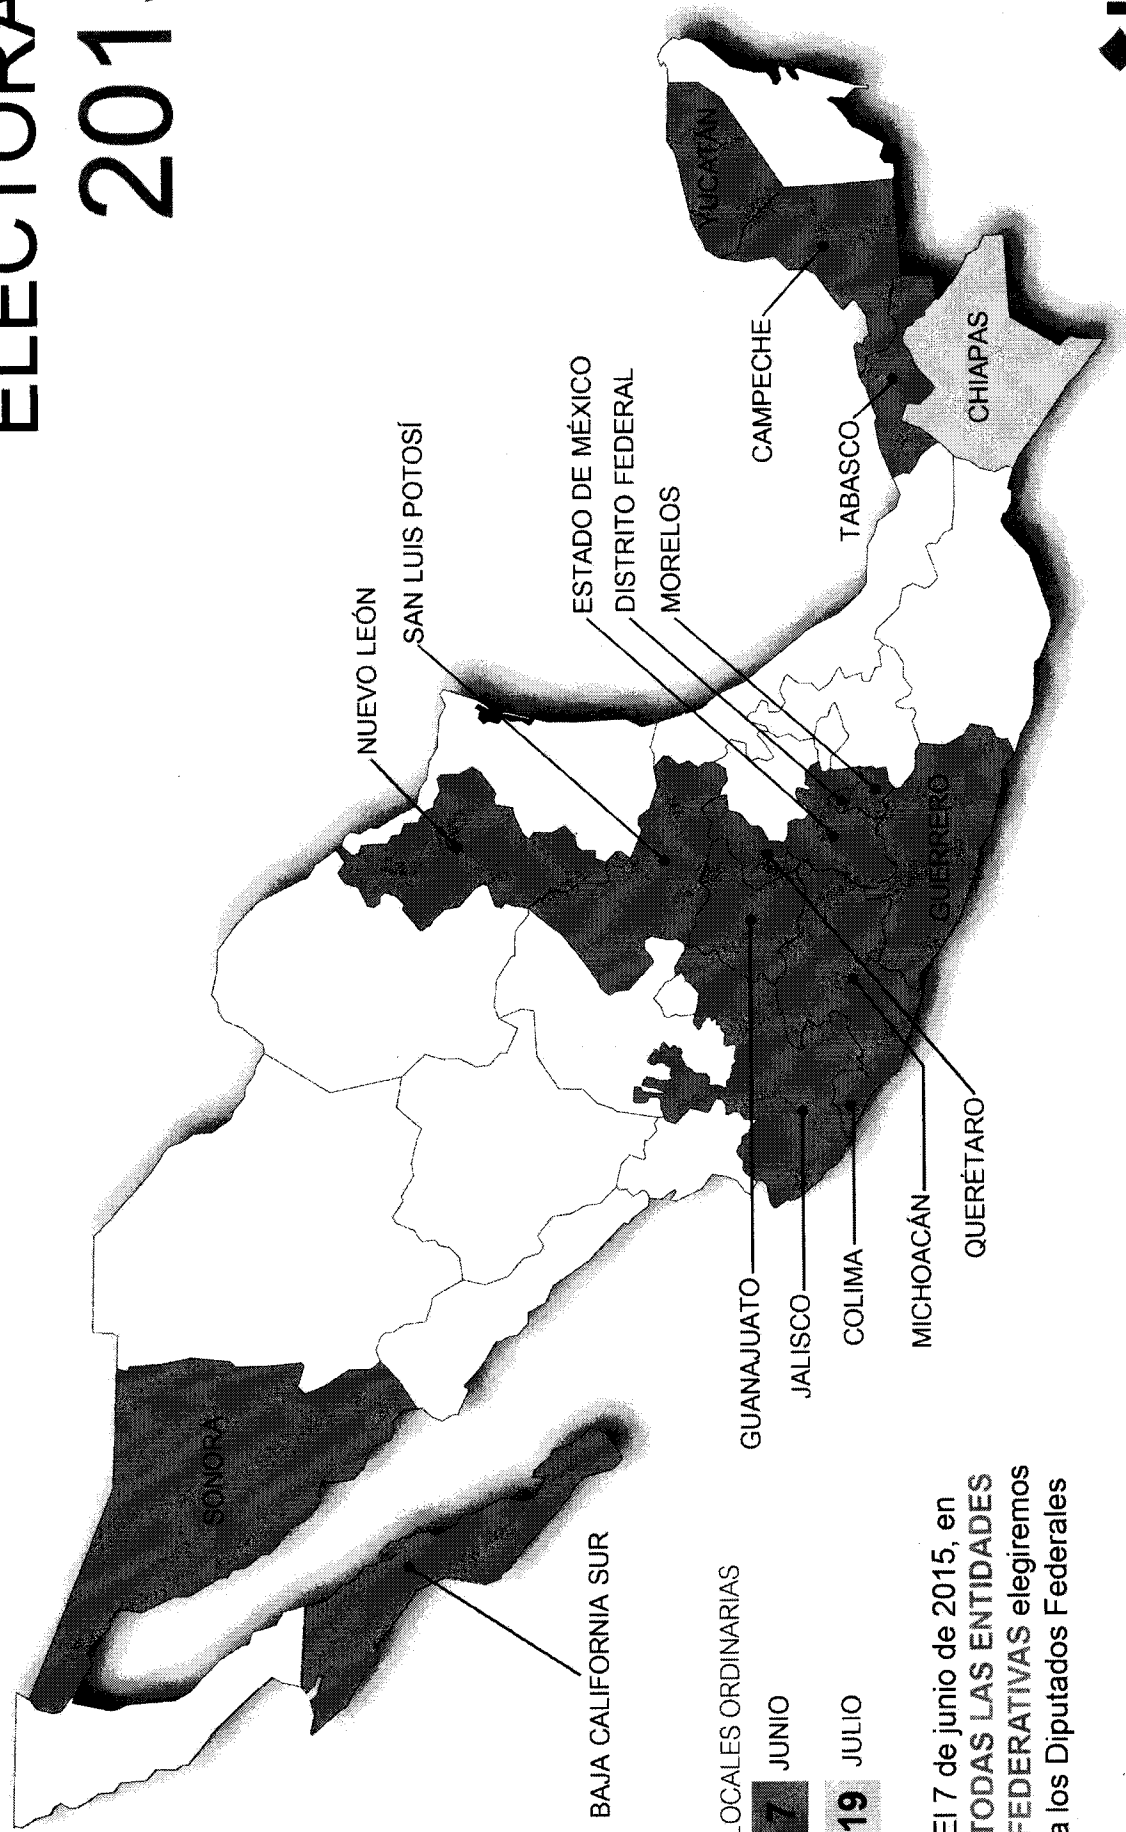 ELECTORA
201
SONORA
BAJA CALIFORNIA SUR
NUEVO LEÓN
SAN LUIS POTOSÍ
ESTADO DE MÉXICO
DISTRITO FEDERAL
MORELOS
GUERRERO
GUANAJUATO
JALISCO
COLIMA
MICHOACÁN
QUERÉTARO
YUCATÁN
CAMPECHE
TABASCO
CHIAPAS
LOCALES ORDINARIAS
7 JUNIO
19 JULIO
El 7 de junio de 2015, en
TODAS LAS ENTIDADES
FEDERATIVAS elegiremos
a los Diputados Federales